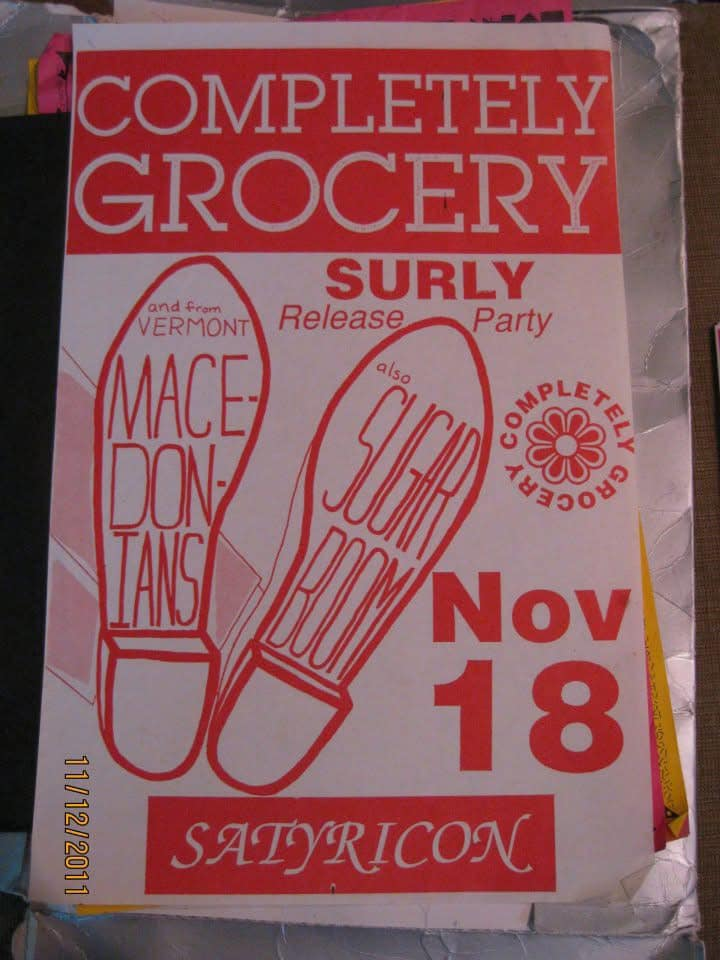 COMPLETELY
GROCERY
SURLY
Release Party
and from
VERMONT
MACE-
DON-
IANS
also
SUGAR
BOOM
COMPLETELY GROCERY
Nov
18
SATYRICON
11/12/2011